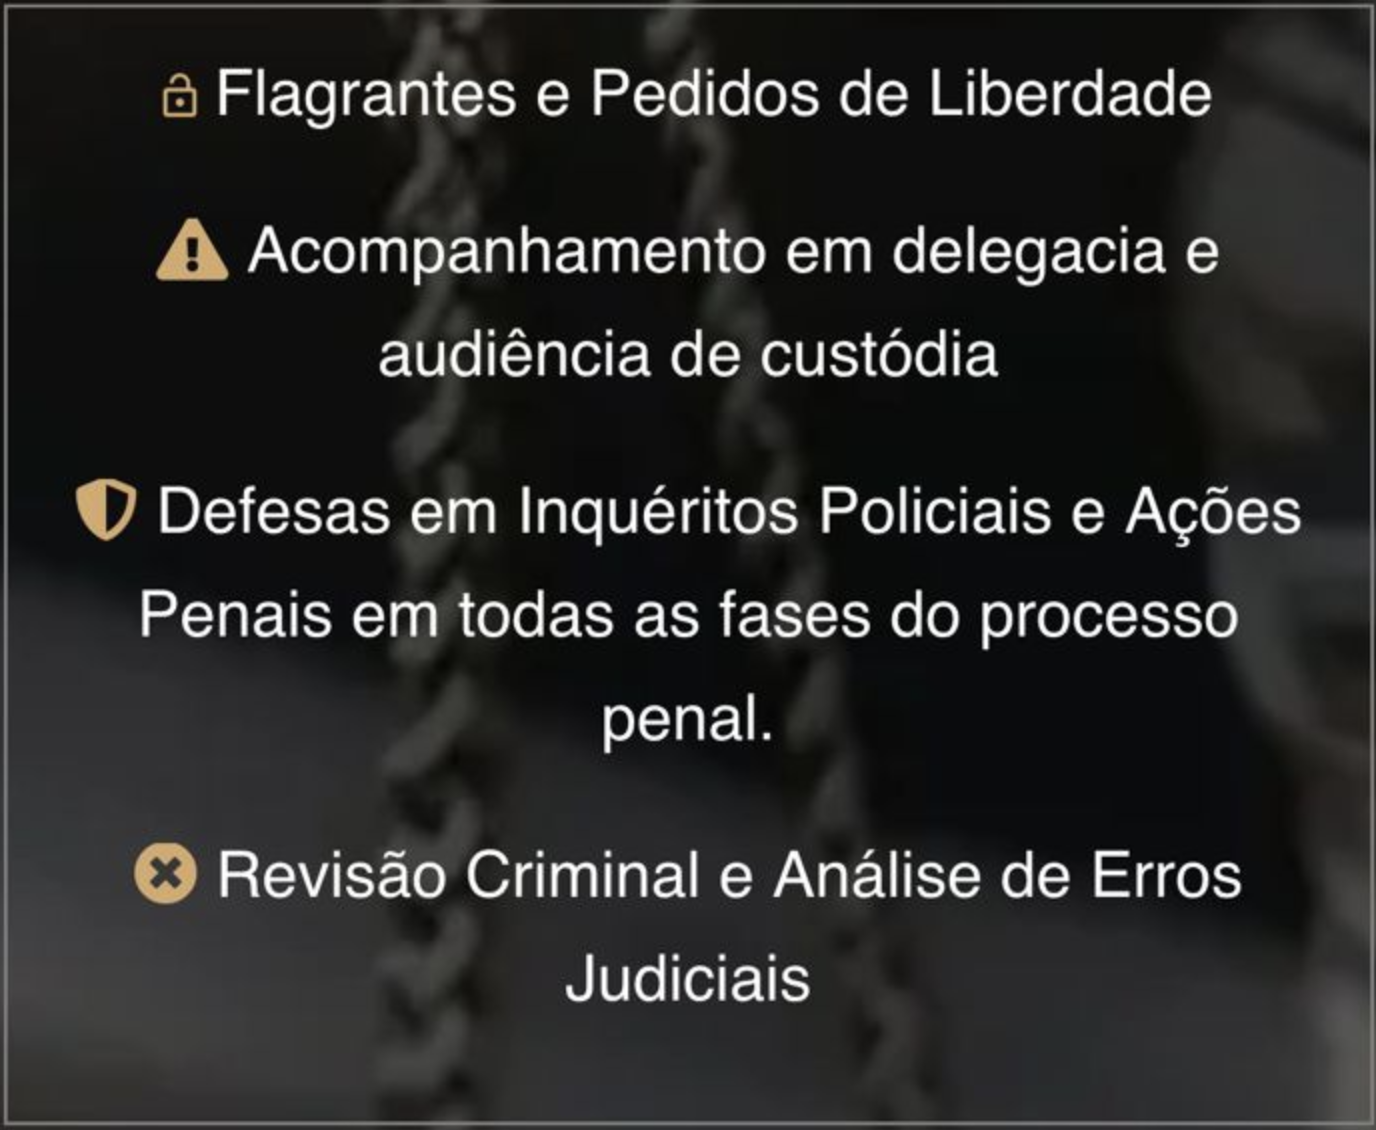 Flagrantes e Pedidos de Liberdade
Acompanhamento em delegacia e
audiência de custódia
Defesas em Inquéritos Policiais e Ações
Penais em todas as fases do processo
penal.
Revisão Criminal e Análise de Erros
Judiciais